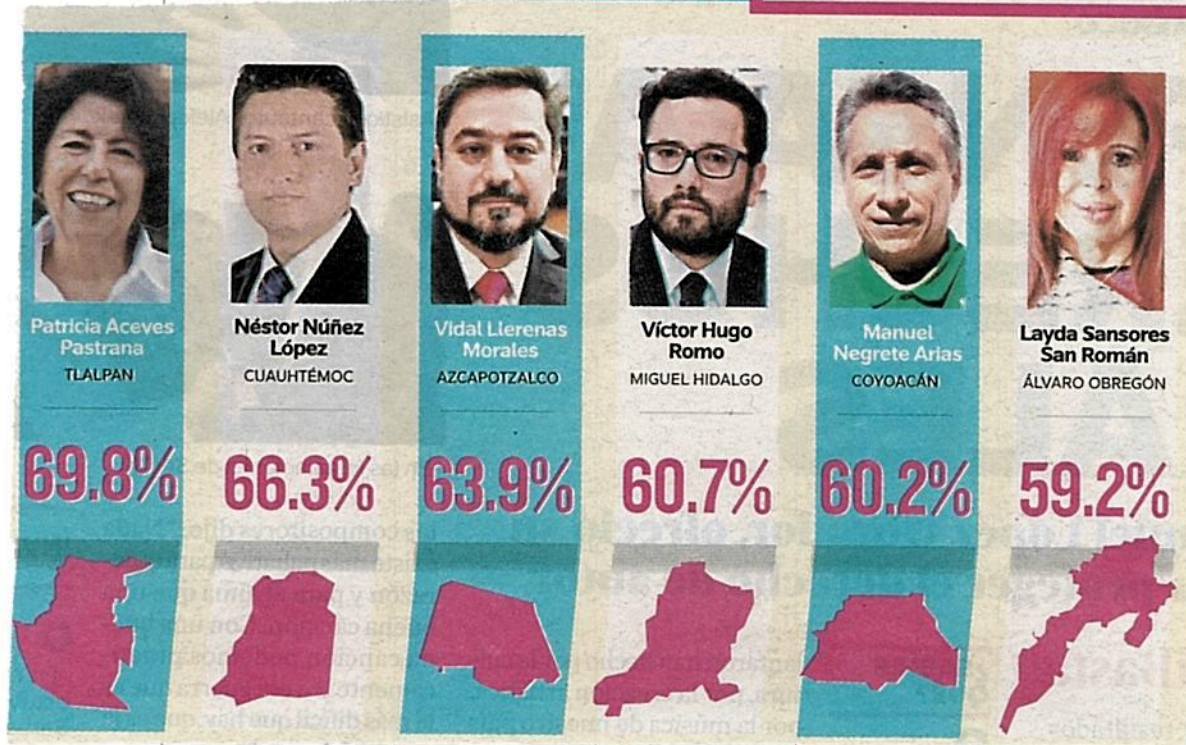 Patricia Aceves
Pastrana
TLALPAN
69.8%
Néstor Núñez
López
CUAUHTÉMOC
66.3%
Vidal Llerenas
Morales
AZCAPOTZALCO
63.9%
Víctor Hugo
Romo
MIGUEL HIDALGO
60.7%
Manuel
Negrete Arias
COYOACÁN
60.2%
Layda Sansores
San Román
ÁLVARO OBREGÓN
59.2%